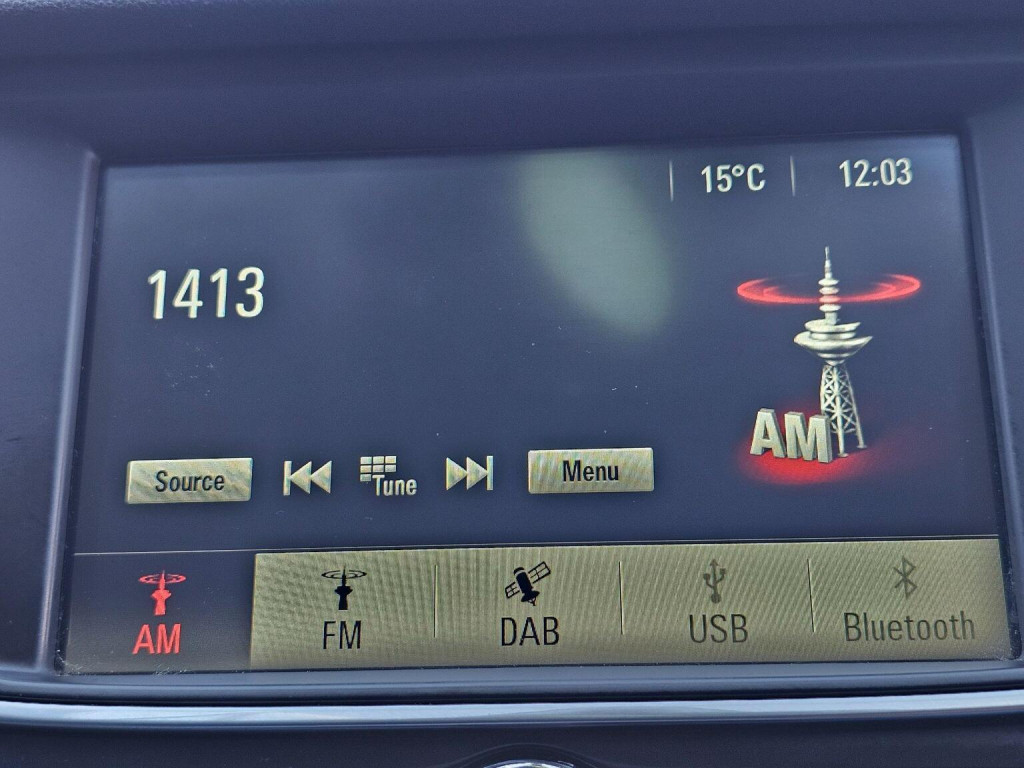 15°C 12:03
1413
AM
Source Tune Menu
AM FM DAB USB Bluetooth